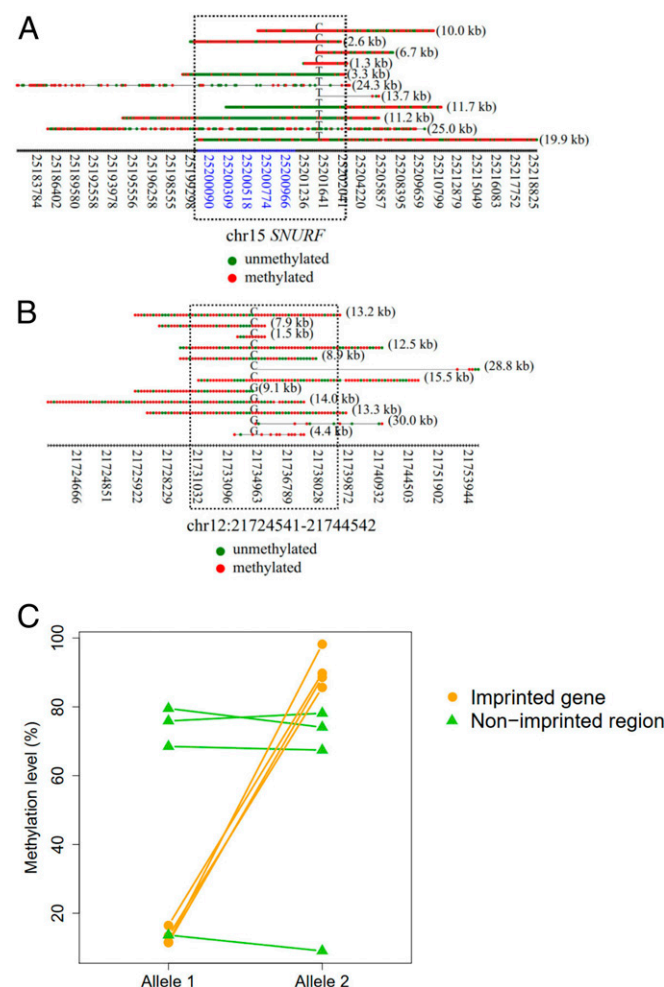 A
C (10.0 kb)
C (2.6 kb)
C (6.7 kb)
C (1.3 kb)
T (3.3 kb)
T (24.3 kb)
T (13.7 kb)
T (11.7 kb)
T (11.2 kb)
T (25.0 kb)
T (19.9 kb)
25183784
25186402
25189580
25192558
25193978
25195556
25196258
25198555
25199298
25200090
25200309
25200518
25200774
25200966
25201236
25201641
25202041
25204220
25205857
25208395
25209659
25210799
25212879
25215049
25216083
25217752
25218825
chr15 SNURF
unmethylated
methylated
B
C (13.2 kb)
C (7.9 kb)
C (1.5 kb)
C (12.5 kb)
C (8.9 kb)
C (28.8 kb)
C (15.5 kb)
G (9.1 kb)
G (14.0 kb)
G (13.3 kb)
G (30.0 kb)
G (4.4 kb)
21724666
21724851
21725922
21728229
21731032
21733096
21734963
21736789
21738028
21739872
21740932
21744503
21751902
21753944
chr12:21724541-21744542
unmethylated
methylated
C
Methylation level (%)
100
80
60
40
20
Allele 1
Allele 2
Imprinted gene
Non-imprinted region